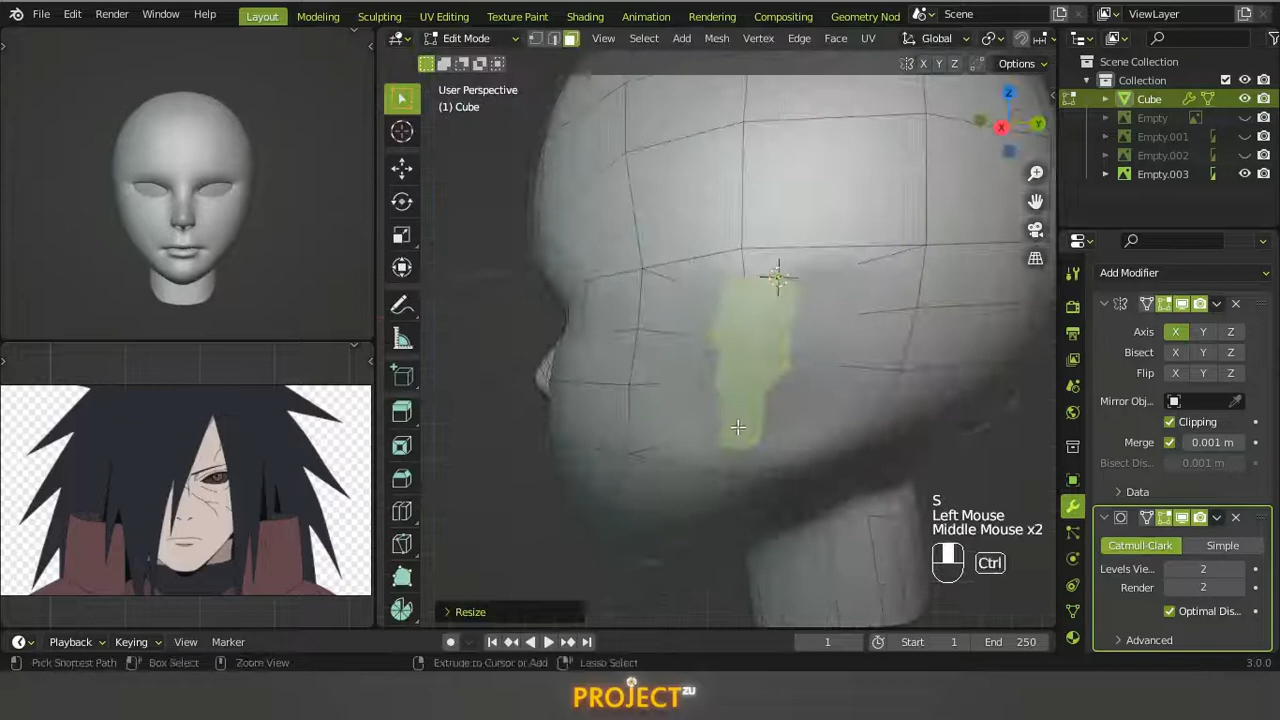 File Edit Render Window Help
Layout Modeling Sculpting UV Editing Texture Paint Shading Animation Rendering Compositing Geometry Nod
Scene
ViewLayer
Edit Mode
View Select Add Mesh Vertex Edge Face UV
Global
X Y Z
Options
User Perspective
(1) Cube
Z
X
Y
Scene Collection
Collection
Cube
Empty
Empty.001
Empty.002
Empty.003
Add Modifier
Axis X Y Z
Bisect X Y Z
Flip X Y Z
Mirror Obj...
Clipping
Merge 0.001 m
Bisect Dis... 0.001 m
Data
Catmull-Clark Simple
Levels Vie... 2
Render 2
Optimal Dis...
Advanced
S
Left Mouse
Middle Mouse x2
Ctrl
Resize
Playback Keying View Marker
1
Start 1
End 250
Pick Shortest Path Box Select Zoom View Extrude to Cursor or Add Lasso Select
3.0.0
PROJECT ZU